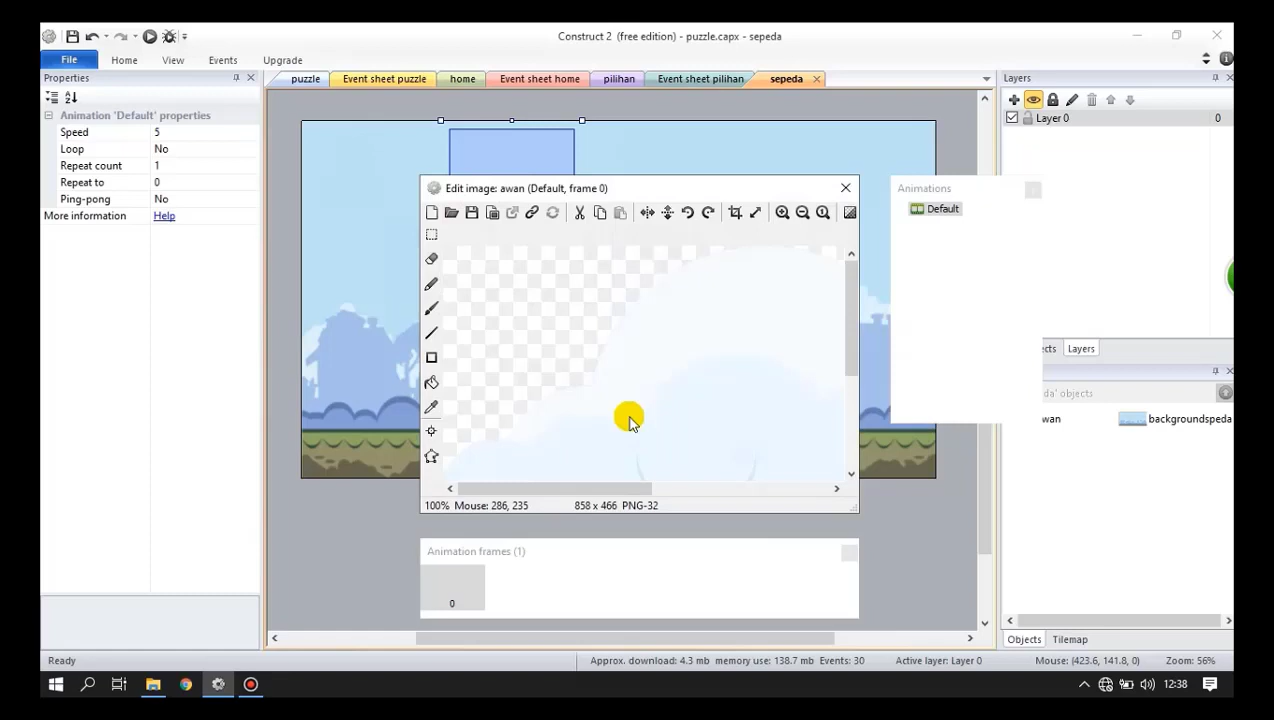 Construct 2 (free edition) - puzzle.capx - sepeda
File
Home
View
Events
Upgrade
Properties
puzzle
Event sheet puzzle
home
Event sheet home
pilihan
Event sheet pilihan
sepeda
Layers
Animation 'Default' properties
Speed 5
Loop No
Repeat count 1
Repeat to 0
Ping-pong No
More information Help
Layer 0 0
Edit image: awan (Default, frame 0)
Animations
Default
Layers
da' objects
backgroundspeda
100% Mouse: 286, 235 858 x 466 PNG-32
Animation frames (1)
0
Objects Tilemap
Ready
Approx. download: 4.3 mb memory use: 138.7 mb Events: 30
Active layer: Layer 0
Mouse: (423.6, 141.8, 0)
Zoom: 56%
12:38